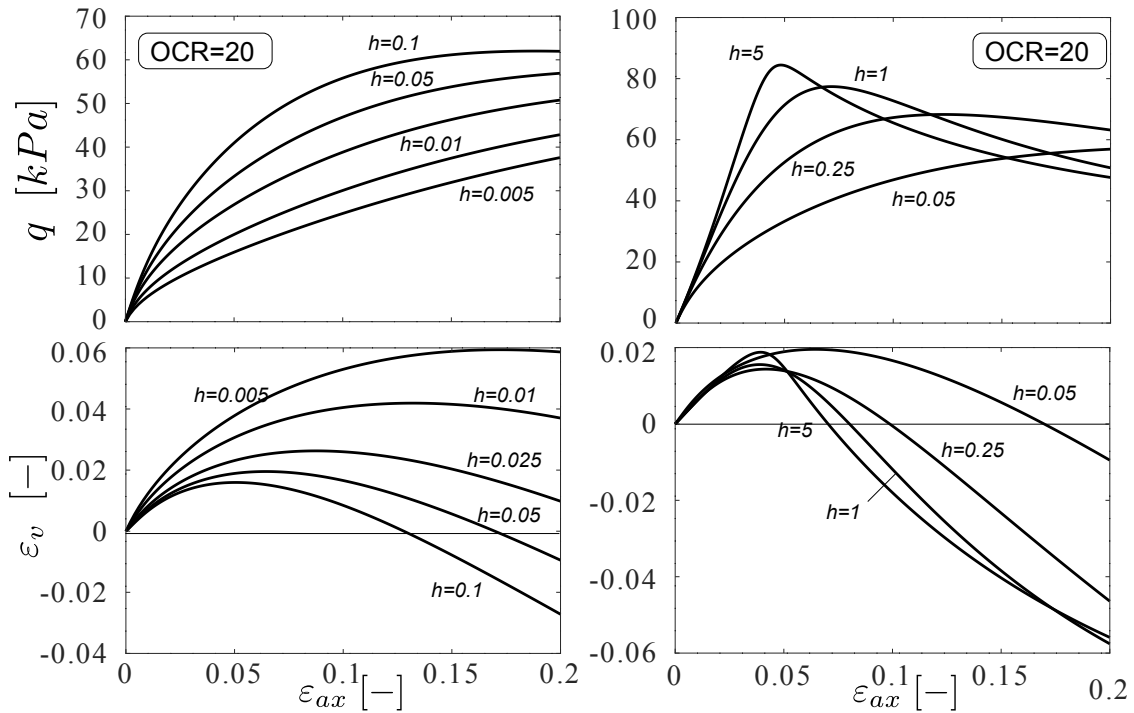 70
60
50
40
30
20
10
0
q [kPa]
OCR=20
h=0.1
h=0.05
h=0.01
h=0.005
100
80
60
40
20
0
OCR=20
h=5
h=1
h=0.25
h=0.05
0.06
0.04
0.02
0
-0.02
-0.04
εv [-]
h=0.005
h=0.01
h=0.025
h=0.05
h=0.1
0
0.05
0.1
0.15
0.2
εax [-]
0.02
0
-0.02
-0.04
-0.06
h=0.05
h=5
h=0.25
h=1
0
0.05
0.1
0.15
0.2
εax [-]